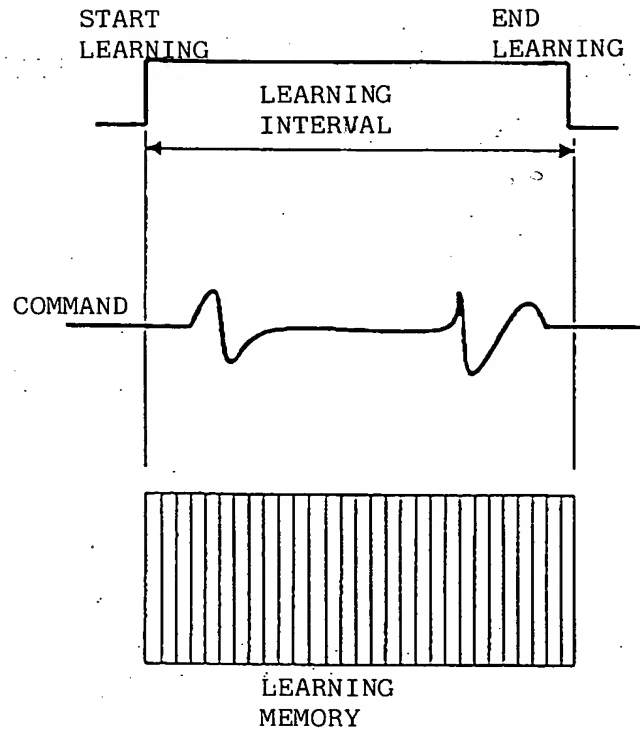 START
LEARNING
END
LEARNING
LEARNING
INTERVAL
COMMAND
LEARNING
MEMORY